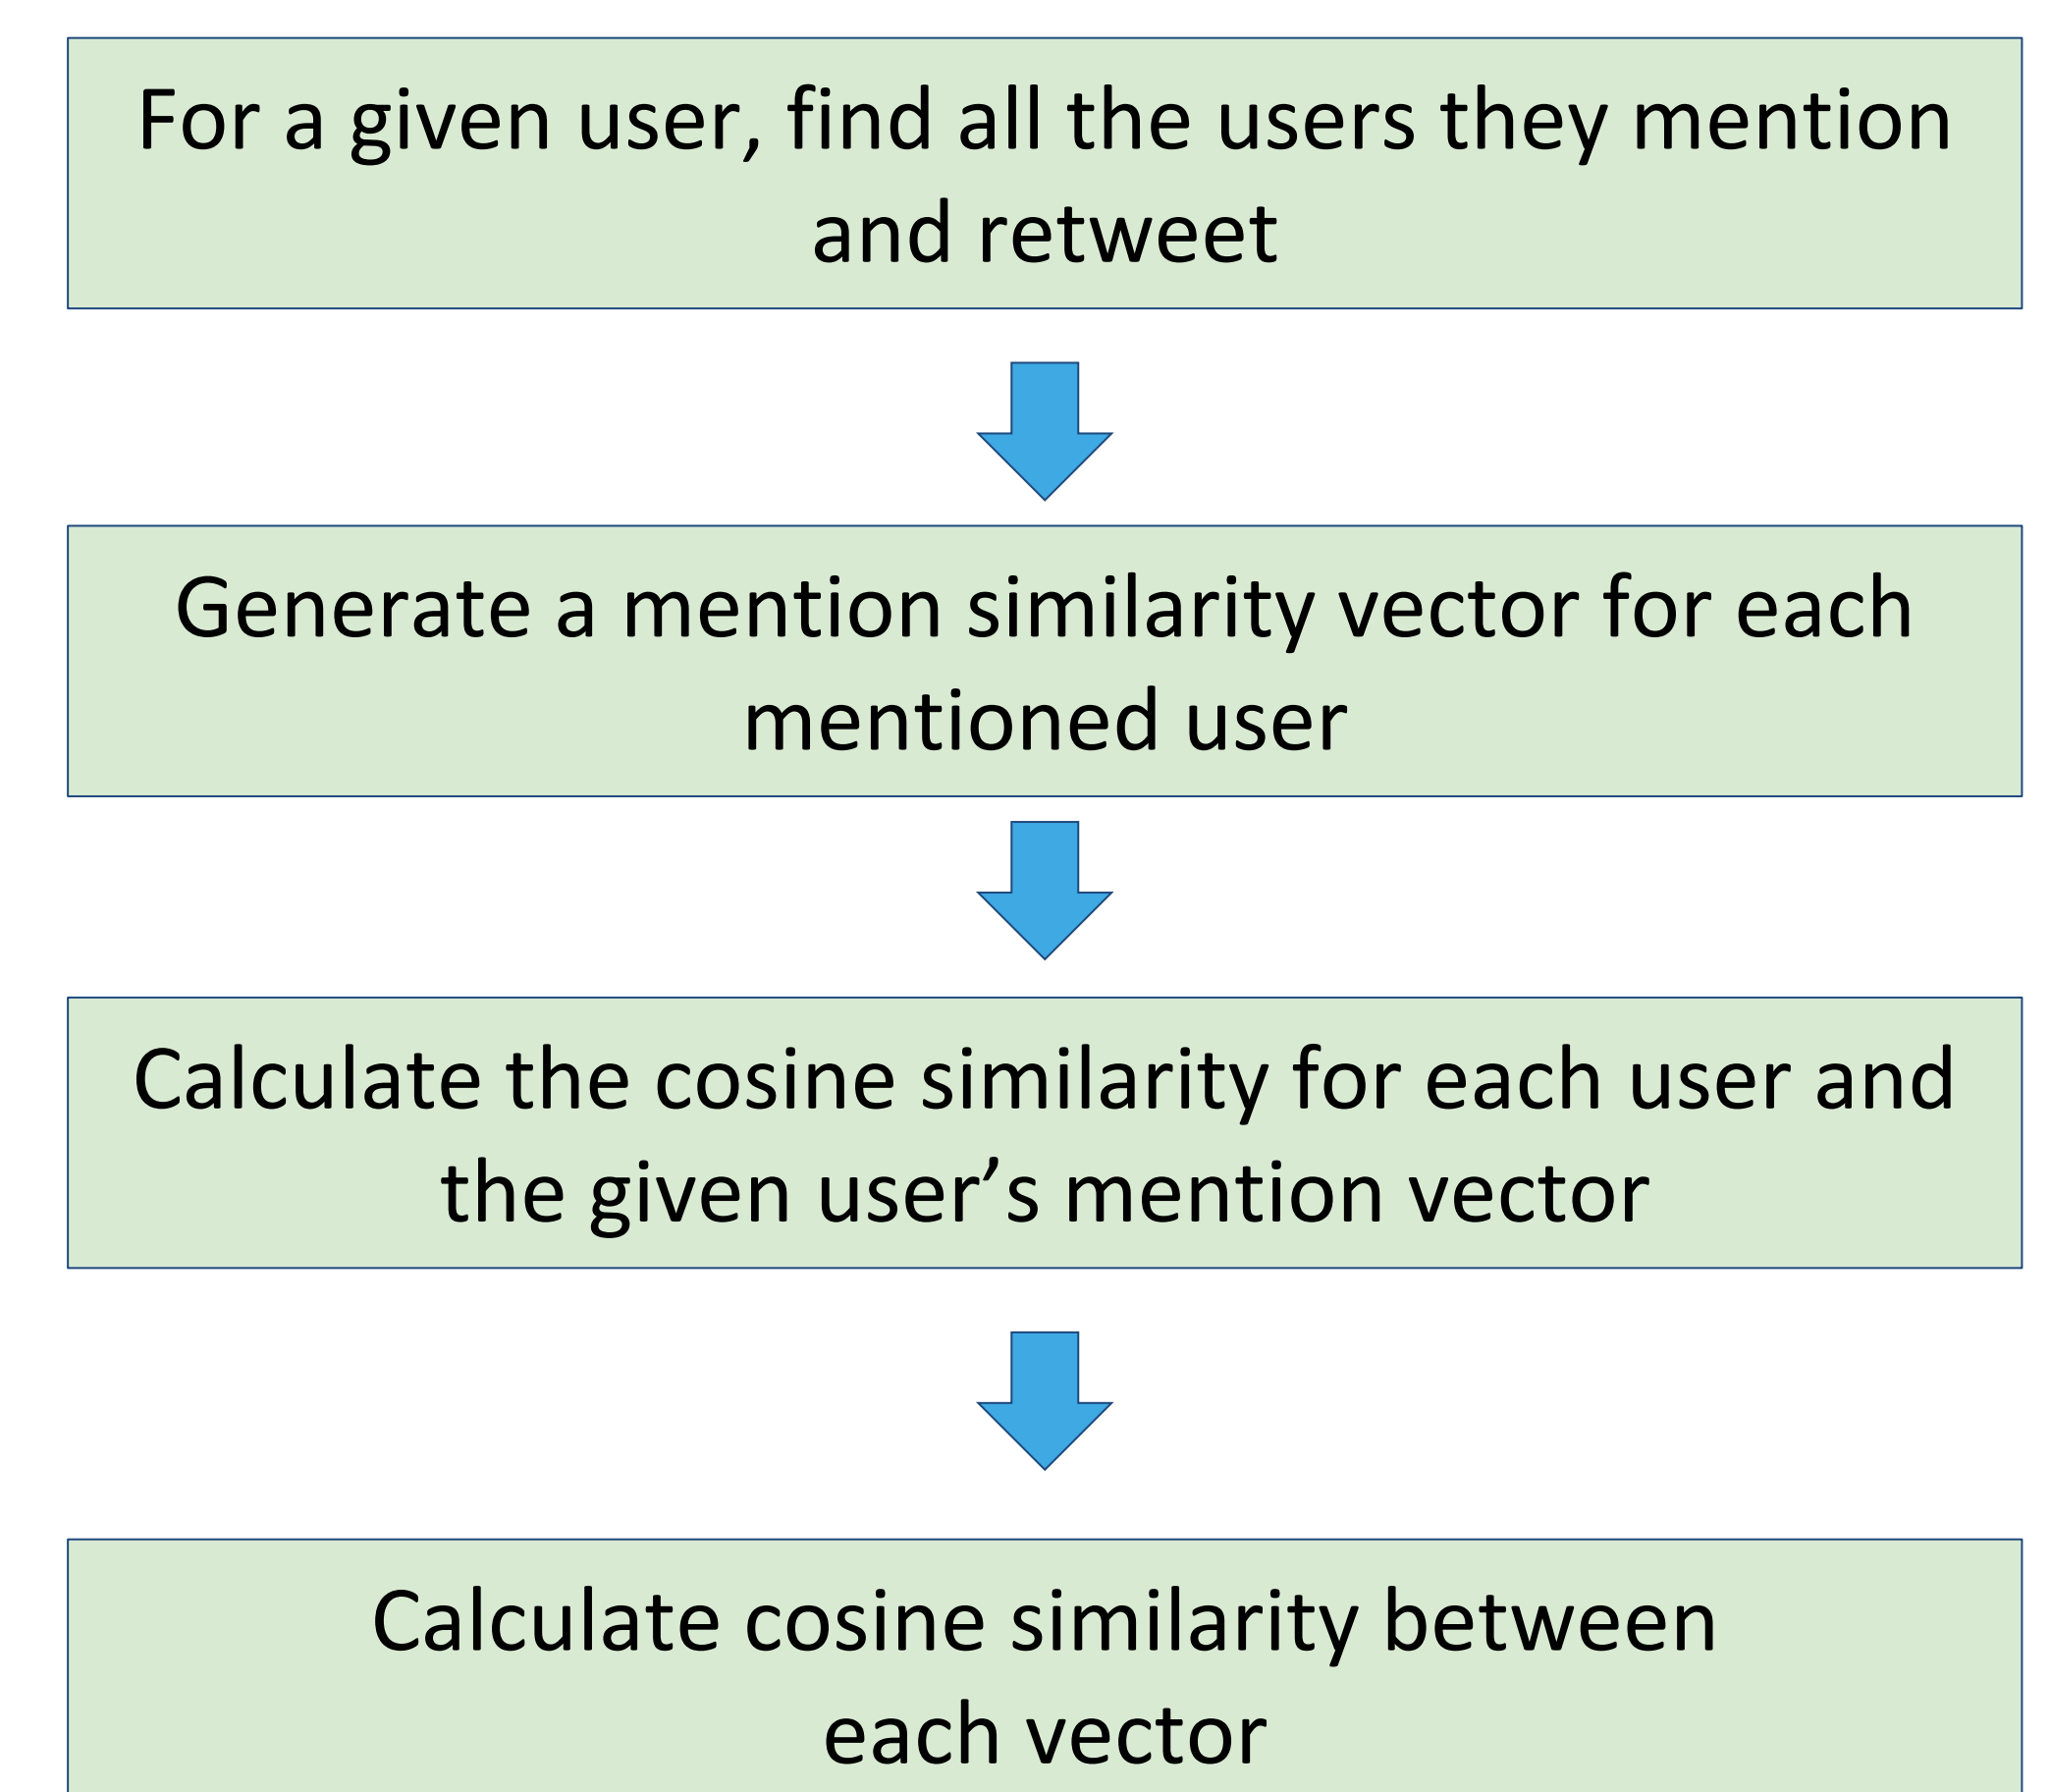 For a given user, find all the users they mention
and retweet
Generate a mention similarity vector for each
mentioned user
Calculate the cosine similarity for each user and
the given user’s mention vector
Calculate cosine similarity between
each vector